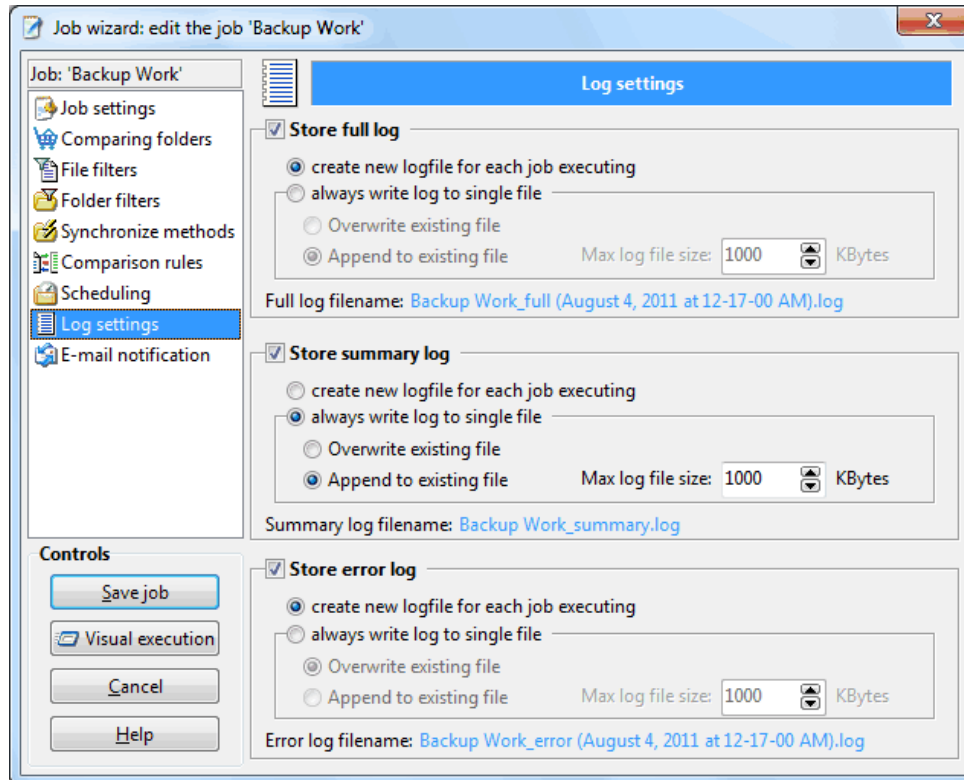 Job wizard: edit the job 'Backup Work'
x
Job: 'Backup Work'
Job settings
Comparing folders
File filters
Folder filters
Synchronize methods
Comparison rules
Scheduling
Log settings
E-mail notification
Controls
Save job
Visual execution
Cancel
Help
Log settings
Store full log
create new logfile for each job executing
always write log to single file
Overwrite existing file
Append to existing file Max log file size: 1000 KBytes
Full log filename: Backup Work_full (August 4, 2011 at 12-17-00 AM).log
Store summary log
create new logfile for each job executing
always write log to single file
Overwrite existing file
Append to existing file Max log file size: 1000 KBytes
Summary log filename: Backup Work_summary.log
Store error log
create new logfile for each job executing
always write log to single file
Overwrite existing file
Append to existing file Max log file size: 1000 KBytes
Error log filename: Backup Work_error (August 4, 2011 at 12-17-00 AM).log